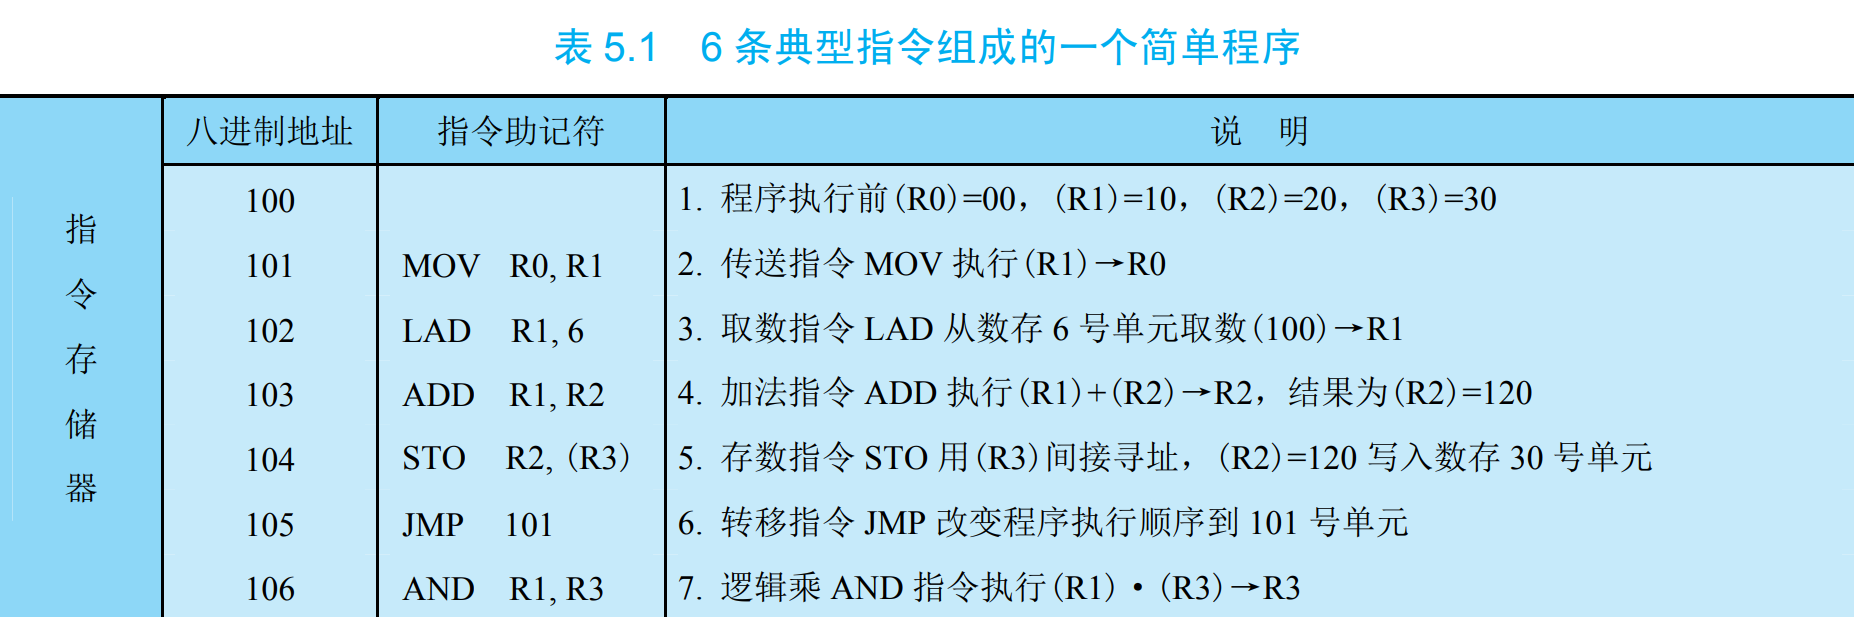 表 5.1 6 条典型指令组成的一个简单程序
八进制地址 指令助记符 说 明
指令存储器
100 1. 程序执行前(R0)=00，(R1)=10，(R2)=20，(R3)=30
101 MOV R0, R1 2. 传送指令 MOV 执行(R1)→R0
102 LAD R1, 6 3. 取数指令 LAD 从数存 6 号单元取数(100)→R1
103 ADD R1, R2 4. 加法指令 ADD 执行(R1)+(R2)→R2，结果为(R2)=120
104 STO R2, (R3) 5. 存数指令 STO 用(R3)间接寻址，(R2)=120 写入数存 30 号单元
105 JMP 101 6. 转移指令 JMP 改变程序执行顺序到 101 号单元
106 AND R1, R3 7. 逻辑乘 AND 指令执行(R1)·(R3)→R3